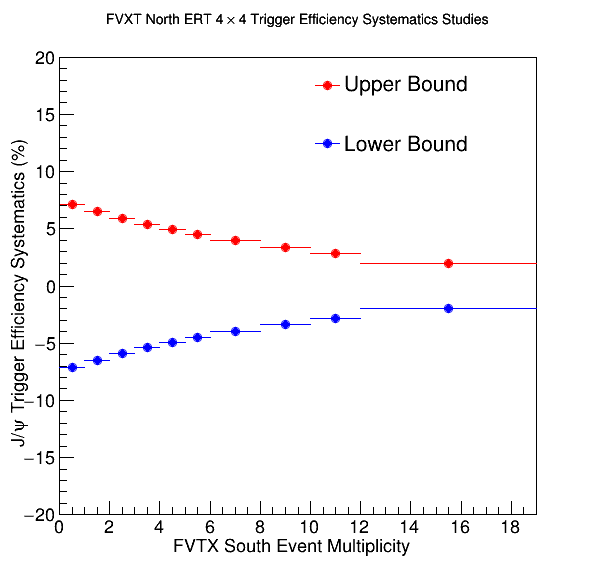 FVXT North ERT 4 × 4 Trigger Efficiency Systematics Studies
20
15
10
5
0
−5
−10
−15
−20
J/ψ Trigger Efficiency Systematics (%)
Upper Bound
Lower Bound
0 2 4 6 8 10 12 14 16 18
FVTX South Event Multiplicity